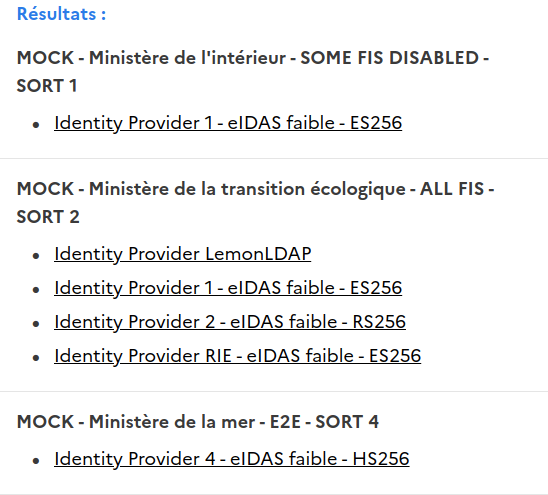 Résultats :
MOCK - Ministère de l'intérieur - SOME FIS DISABLED -
SORT 1
Identity Provider 1 - eIDAS faible - ES256
MOCK - Ministère de la transition écologique - ALL FIS -
SORT 2
Identity Provider LemonLDAP
Identity Provider 1 - eIDAS faible - ES256
Identity Provider 2 - eIDAS faible - RS256
Identity Provider RIE - eIDAS faible - ES256
MOCK - Ministère de la mer - E2E - SORT 4
Identity Provider 4 - eIDAS faible - HS256